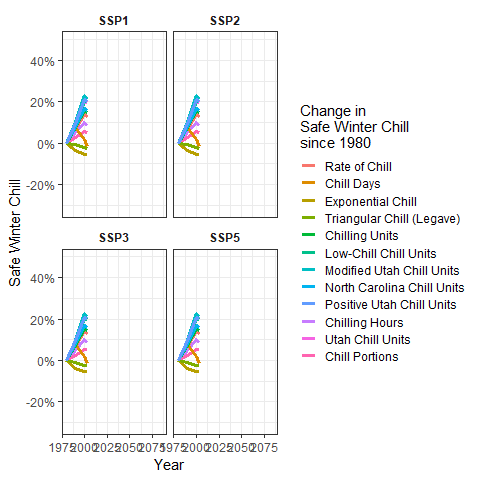 SSP1
SSP2
40%
20%
0%
-20%
SSP3
SSP5
40%
20%
0%
-20%
1975 2000 2025 2050 2075
1975 2000 2025 2050 2075
Year
Safe Winter Chill
Change in
Safe Winter Chill
since 1980
Rate of Chill
Chill Days
Exponential Chill
Triangular Chill (Legave)
Chilling Units
Low-Chill Chill Units
Modified Utah Chill Units
North Carolina Chill Units
Positive Utah Chill Units
Chilling Hours
Utah Chill Units
Chill Portions